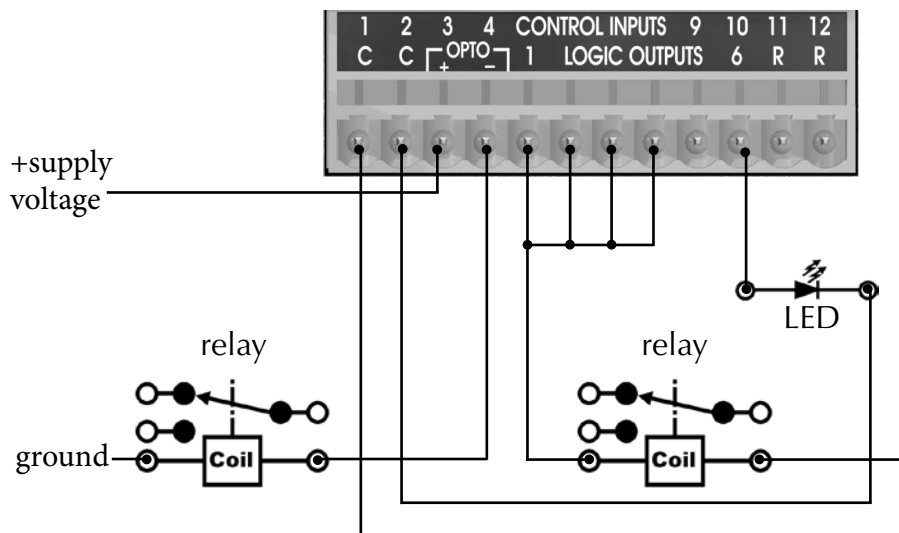 1 2 3 4 CONTROL INPUTS 9 10 11 12
C C OPTO 1 LOGIC OUTPUTS 6 R R
+ −
+supply
voltage
LED
relay relay
ground Coil Coil